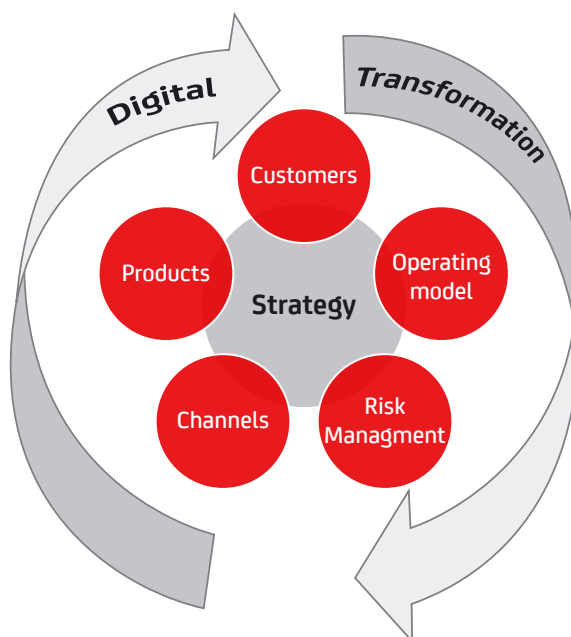 Digital
Transformation
Customers
Products
Operating
model
Strategy
Channels
Risk
Managment